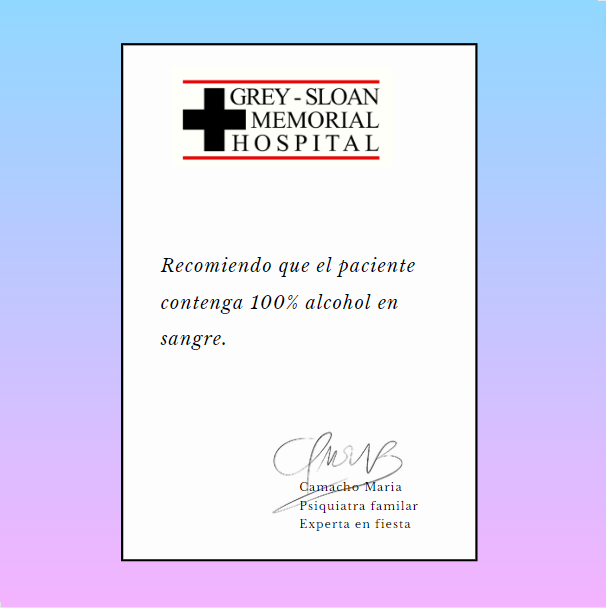 GREY - SLOAN
MEMORIAL
HOSPITAL
Recomiendo que el paciente
contenga 100% alcohol en
sangre.
Camacho Maria
Psiquiatra familar
Experta en fiesta